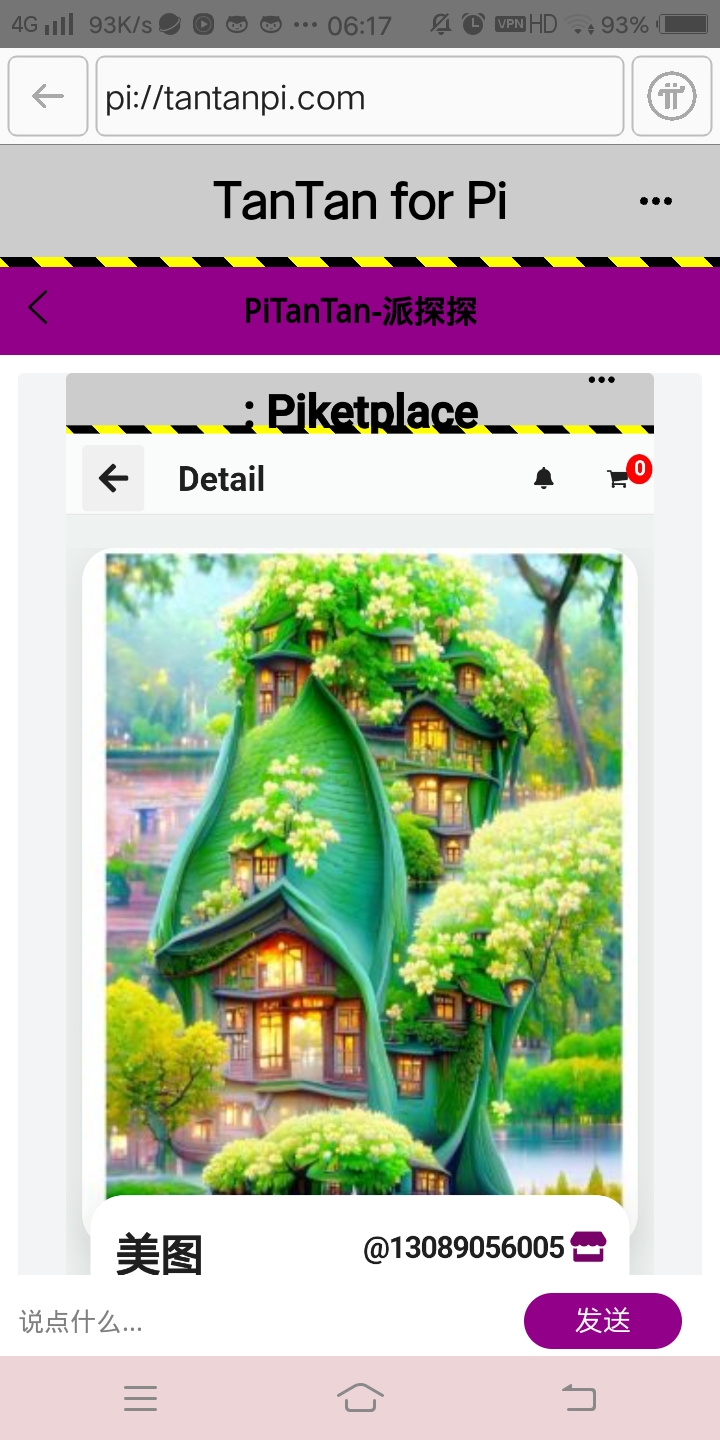 4G 93K/s ••• 06:17 VPN HD 93%
pi://tantanpi.com
TanTan for Pi
PiTanTan-派探探
: Piketplace
Detail
0
美图
@13089056005
说点什么...
发送